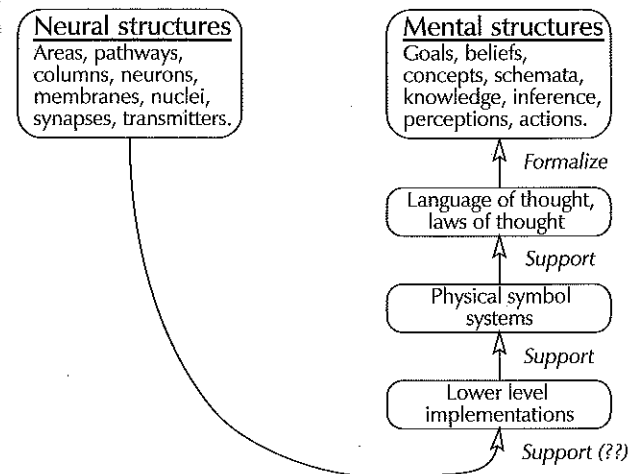 Neural structures
Areas, pathways,
columns, neurons,
membranes, nuclei,
synapses, transmitters.
Mental structures
Goals, beliefs,
concepts, schemata,
knowledge, inference,
perceptions, actions.
Formalize
Language of thought,
laws of thought
Support
Physical symbol
systems
Support
Lower level
implementations
Support (??)